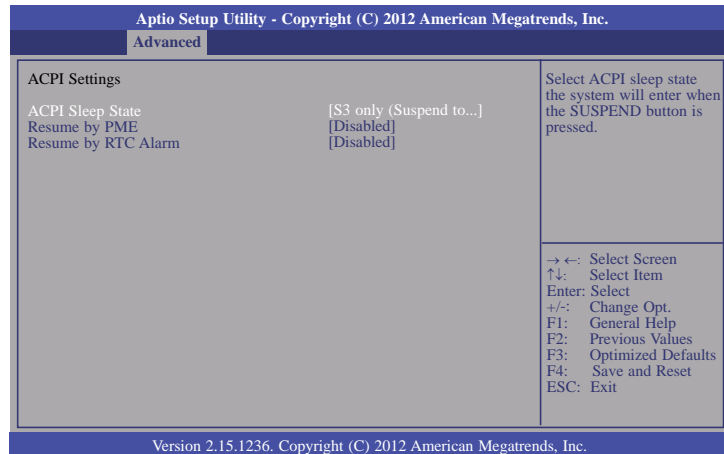 Aptio Setup Utility - Copyright (C) 2012 American Megatrends, Inc.
Advanced
ACPI Settings
ACPI Sleep State [S3 only (Suspend to...]
Resume by PME [Disabled]
Resume by RTC Alarm [Disabled]
Select ACPI sleep state
the system will enter when
the SUSPEND button is
pressed.
→ ←: Select Screen
↑↓: Select Item
Enter: Select
+/-: Change Opt.
F1: General Help
F2: Previous Values
F3: Optimized Defaults
F4: Save and Reset
ESC: Exit
Version 2.15.1236. Copyright (C) 2012 American Megatrends, Inc.